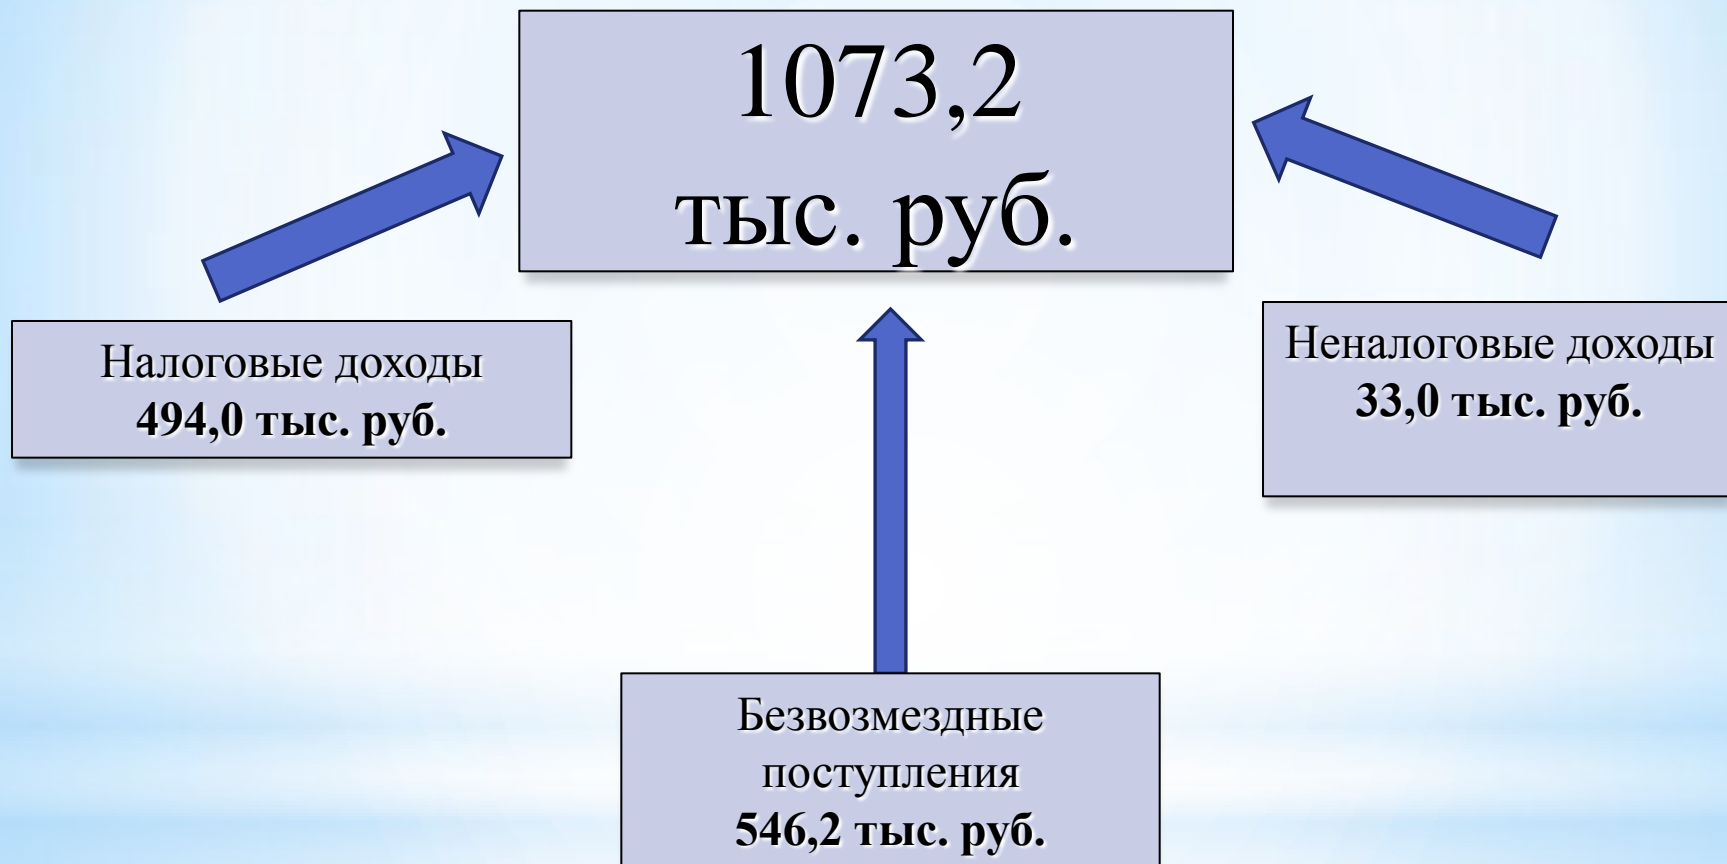 1073,2
тыс. руб.
Налоговые доходы
494,0 тыс. руб.
Неналоговые доходы
33,0 тыс. руб.
Безвозмездные
поступления
546,2 тыс. руб.